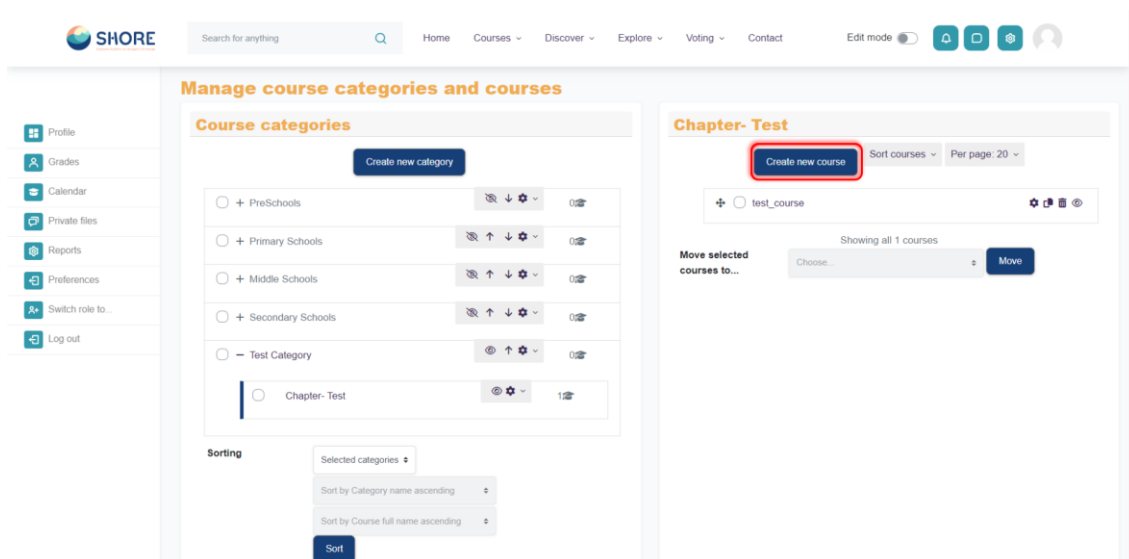 SHORE
Search for anything
Home Courses Discover Explore Voting Contact
Edit mode
Manage course categories and courses
Profile
Grades
Calendar
Private files
Reports
Preferences
Switch role to...
Log out
Course categories
Create new category
+ PreSchools 0
+ Primary Schools 0
+ Middle Schools 0
+ Secondary Schools 0
− Test Category 0
Chapter- Test 1
Sorting
Selected categories
Sort by Category name ascending
Sort by Course full name ascending
Sort
Chapter- Test
Create new course Sort courses Per page: 20
test_course
Showing all 1 courses
Move selected courses to...
Choose...
Move